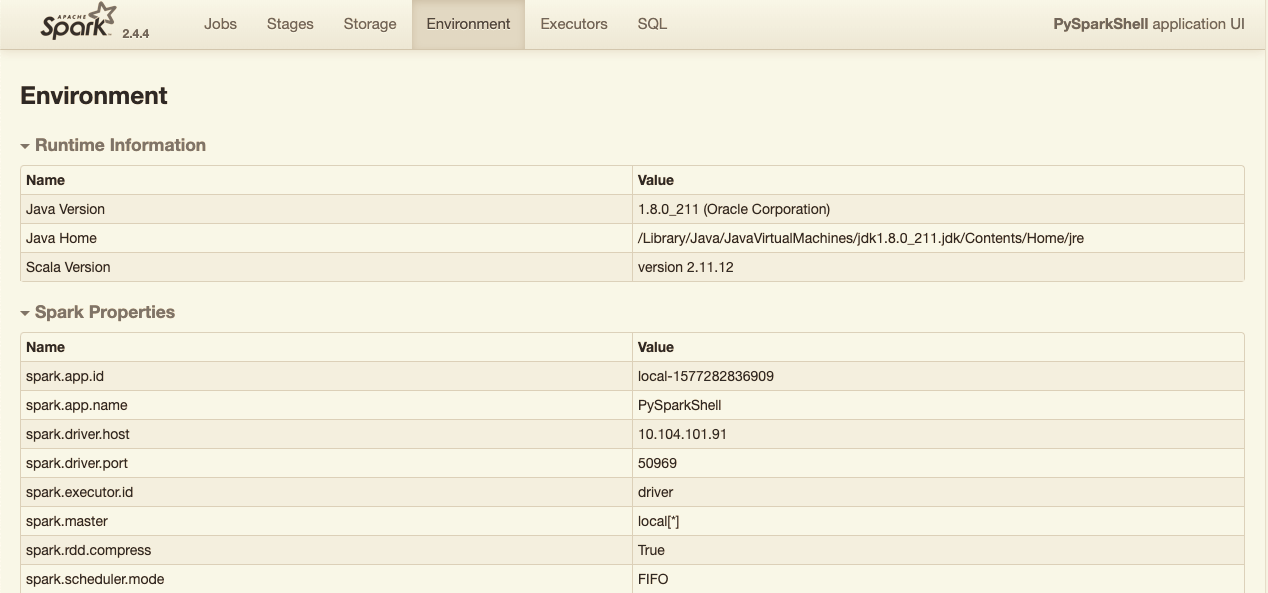 APACHE Spark 2.4.4 Jobs Stages Storage Environment Executors SQL PySparkShell application UI
Environment
Runtime Information
Name Value
Java Version 1.8.0_211 (Oracle Corporation)
Java Home /Library/Java/JavaVirtualMachines/jdk1.8.0_211.jdk/Contents/Home/jre
Scala Version version 2.11.12
Spark Properties
Name Value
spark.app.id local-1577282836909
spark.app.name PySparkShell
spark.driver.host 10.104.101.91
spark.driver.port 50969
spark.executor.id driver
spark.master local[*]
spark.rdd.compress True
spark.scheduler.mode FIFO